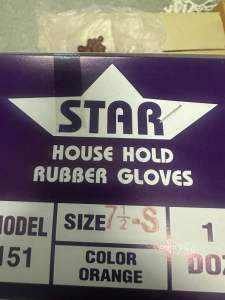 STAR
HOUSE HOLD
RUBBER GLOVES
MODEL SIZE 7½-S 1
151 COLOR DOZ
ORANGE